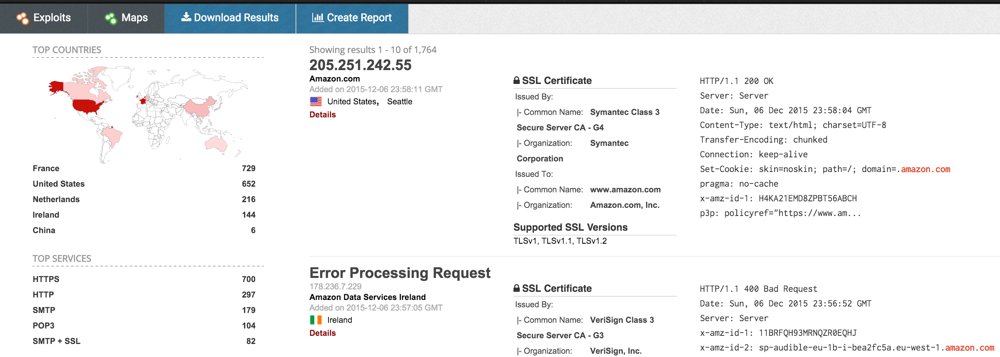 Exploits
Maps
Download Results
Create Report
TOP COUNTRIES
France 729
United States 652
Netherlands 216
Ireland 144
China 6
TOP SERVICES
HTTPS 700
HTTP 297
SMTP 179
POP3 104
SMTP + SSL 82
Showing results 1 - 10 of 1,764
205.251.242.55
Amazon.com
Added on 2015-12-06 23:58:11 GMT
United States, Seattle
Details
SSL Certificate
Issued By:
|- Common Name: Symantec Class 3
Secure Server CA - G4
|- Organization: Symantec
Corporation
Issued To:
|- Common Name: www.amazon.com
|- Organization: Amazon.com, Inc.
Supported SSL Versions
TLSv1, TLSv1.1, TLSv1.2
HTTP/1.1 200 OK
Server: Server
Date: Sun, 06 Dec 2015 23:58:04 GMT
Content-Type: text/html; charset=UTF-8
Transfer-Encoding: chunked
Connection: keep-alive
Set-Cookie: skin=noskin; path=/; domain=.amazon.com
pragma: no-cache
x-amz-id-1: H4KA21EMD8ZPBT56ABCH
p3p: policyref="https://www.am...
Error Processing Request
178.236.7.229
Amazon Data Services Ireland
Added on 2015-12-06 23:57:05 GMT
Ireland
Details
SSL Certificate
Issued By:
|- Common Name: VeriSign Class 3
Secure Server CA - G3
|- Organization: VeriSign, Inc.
HTTP/1.1 400 Bad Request
Date: Sun, 06 Dec 2015 23:56:52 GMT
Server: Server
x-amz-id-1: 11BRFQH93MRNQZR0EQHJ
x-amz-id-2: sp-audible-eu-1b-i-bea2fc5a.eu-west-1.amazon.com